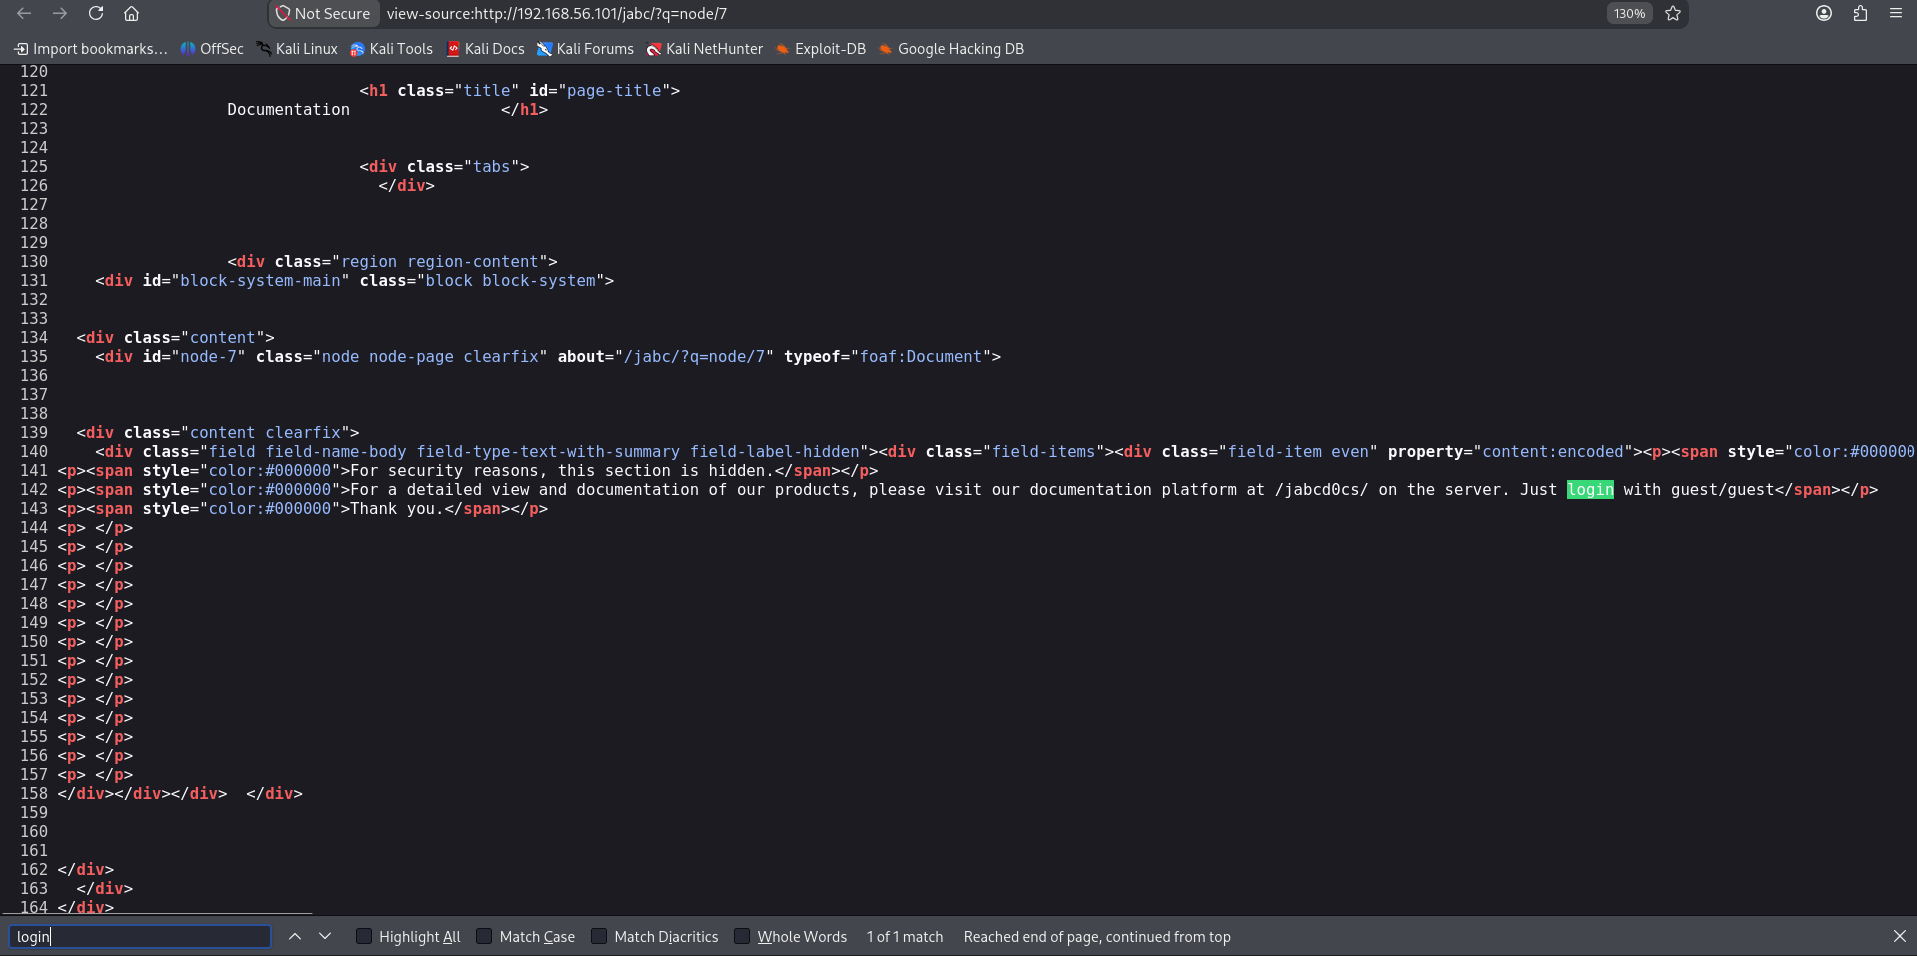 Not Secure view-source:http://192.168.56.101/jabc/?q=node/7 130%
Import bookmarks... OffSec Kali Linux Kali Tools Kali Docs Kali Forums Kali NetHunter Exploit-DB Google Hacking DB
120
121 <h1 class="title" id="page-title">
122 Documentation </h1>
123
124
125 <div class="tabs">
126 </div>
127
128
129
130 <div class="region region-content">
131 <div id="block-system-main" class="block block-system">
132
133
134 <div class="content">
135 <div id="node-7" class="node node-page clearfix" about="/jabc/?q=node/7" typeof="foaf:Document">
136
137
138
139 <div class="content clearfix">
140 <div class="field field-name-body field-type-text-with-summary field-label-hidden"><div class="field-items"><div class="field-item even" property="content:encoded"><p><span style="color:#000000
141 <p><span style="color:#000000">For security reasons, this section is hidden.</span></p>
142 <p><span style="color:#000000">For a detailed view and documentation of our products, please visit our documentation platform at /jabcd0cs/ on the server. Just login with guest/guest</span></p>
143 <p><span style="color:#000000">Thank you.</span></p>
144 <p> </p>
145 <p> </p>
146 <p> </p>
147 <p> </p>
148 <p> </p>
149 <p> </p>
150 <p> </p>
151 <p> </p>
152 <p> </p>
153 <p> </p>
154 <p> </p>
155 <p> </p>
156 <p> </p>
157 <p> </p>
158 </div></div></div> </div>
159
160
161
162 </div>
163 </div>
164 </div>
login Highlight All Match Case Match Diacritics Whole Words 1 of 1 match Reached end of page, continued from top